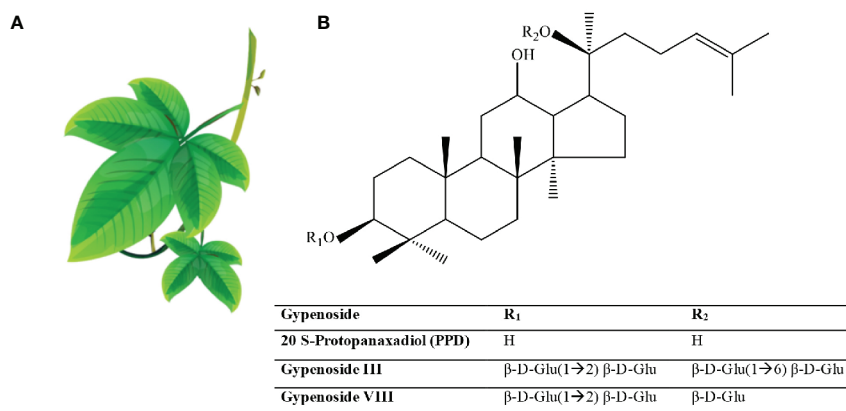 A
B
R₂O
OH
R₁O
Gypenoside R₁ R₂
20 S-Protopanaxadiol (PPD) H H
Gypenoside III β-D-Glu(1→2) β-D-Glu β-D-Glu(1→6) β-D-Glu
Gypenoside VIII β-D-Glu(1→2) β-D-Glu β-D-Glu